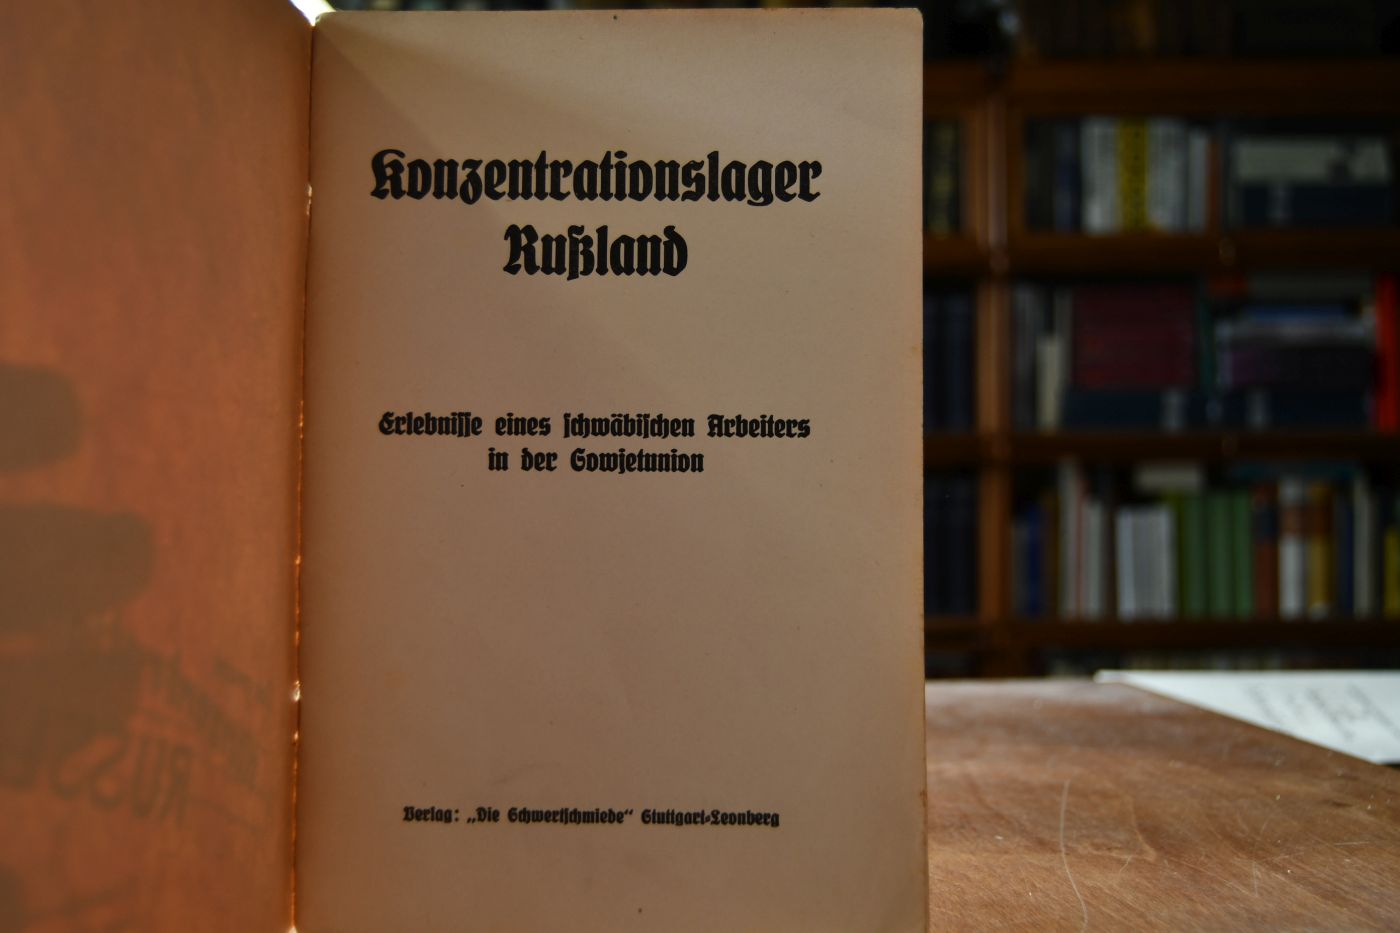 Konzentrationslager
Rußland
Erlebnisse eines schwäbischen Arbeiters
in der Sowjetunion
Verlag: „Die Schwertschmiede“ Stuttgart-Leonberg